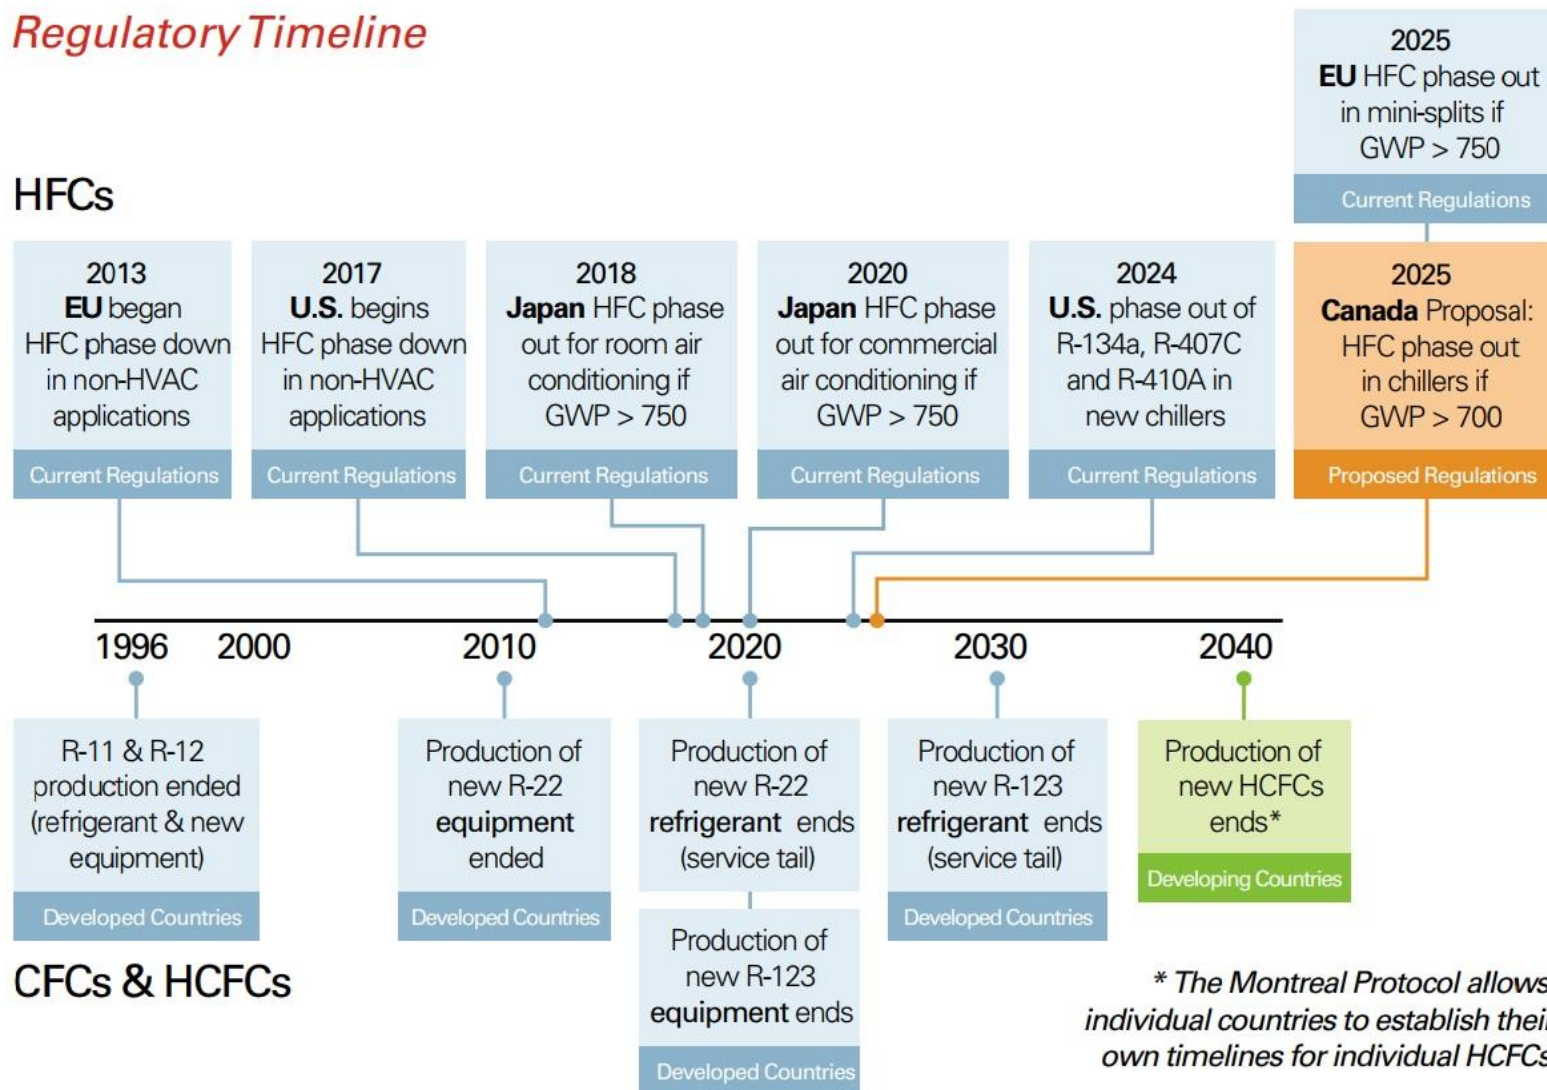 Regulatory Timeline
2025
EU HFC phase out
in mini-splits if
GWP > 750
Current Regulations
HFCs
2013
EU began
HFC phase down
in non-HVAC
applications
Current Regulations
2017
U.S. begins
HFC phase down
in non-HVAC
applications
Current Regulations
2018
Japan HFC phase
out for room air
conditioning if
GWP > 750
Current Regulations
2020
Japan HFC phase
out for commercial
air conditioning if
GWP > 750
Current Regulations
2024
U.S. phase out of
R-134a, R-407C
and R-410A in
new chillers
Current Regulations
2025
Canada Proposal:
HFC phase out
in chillers if
GWP > 700
Proposed Regulations
1996 2000 2010 2020 2030 2040
R-11 & R-12
production ended
(refrigerant & new
equipment)
Developed Countries
Production of
new R-22
equipment
ended
Developed Countries
Production of
new R-22
refrigerant ends
(service tail)
Production of
new R-123
equipment ends
Developed Countries
Production of
new R-123
refrigerant ends
(service tail)
Developed Countries
Production of
new HCFCs
ends*
Developing Countries
CFCs & HCFCs
* The Montreal Protocol allows
individual countries to establish their
own timelines for individual HCFCs